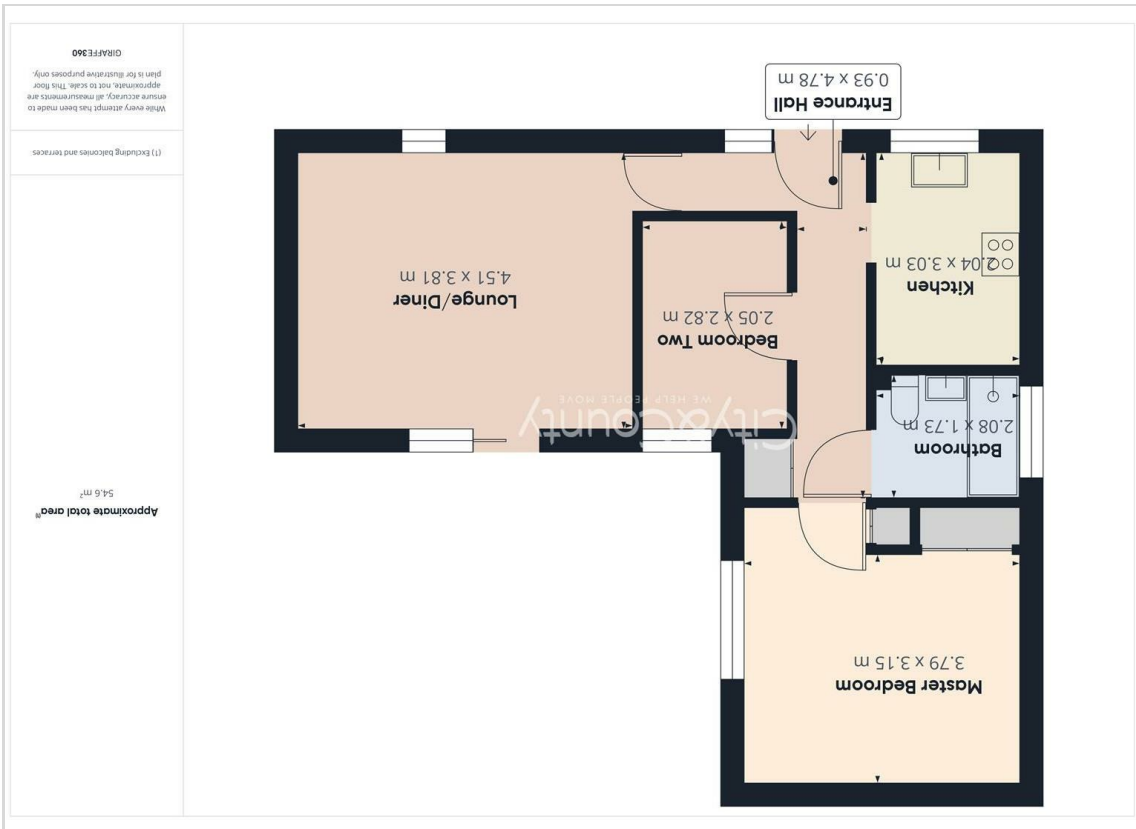 Master Bedroom
3.79 x 3.15 m
Bathroom
2.08 x 1.73 m
City&County
WE HELP PEOPLE MOVE
Bedroom Two
2.05 x 2.82 m
Kitchen
2.04 x 3.03 m
Lounge/Diner
4.51 x 3.81 m
Entrance Hall
0.93 x 4.78 m
Approximate total area⁽¹⁾
54.6 m²
(1) Excluding balconies and terraces
While every attempt has been made to
ensure accuracy, all measurements are
approximate, not to scale. This floor
plan is for illustrative purposes only.
GIRAFFE360